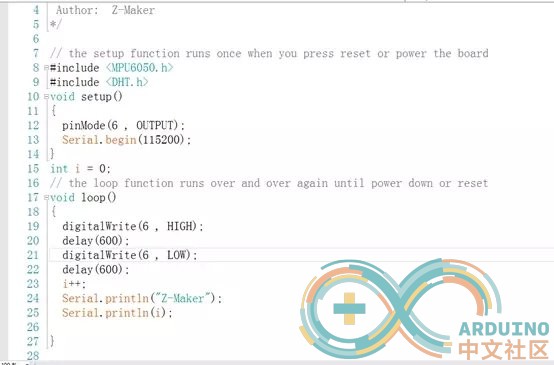 4 Author: Z-Maker
5 */
6
7 // the setup function runs once when you press reset or power the board
8 #include <MPU6050.h>
9 #include <DHT.h>
10 void setup()
11 {
12 pinMode(6 , OUTPUT);
13 Serial.begin(115200);
14 }
15 int i = 0;
16 // the loop function runs over and over again until power down or reset
17 void loop()
18 {
19 digitalWrite(6 , HIGH);
20 delay(600);
21 digitalWrite(6 , LOW);
22 delay(600);
23 i++;
24 Serial.println("Z-Maker");
25 Serial.println(i);
26
27 }
28
ARDUINO
中文社区